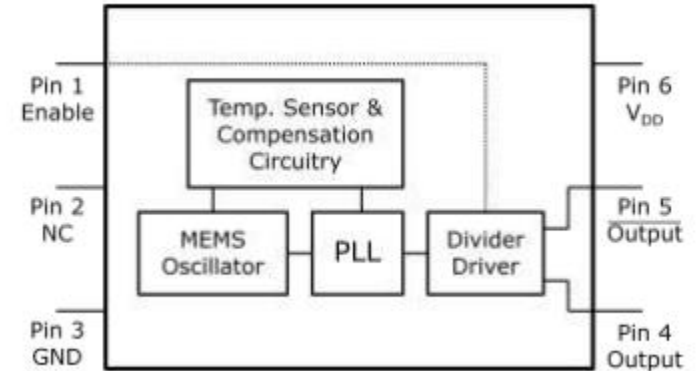 Pin 1
Enable
Pin 2
NC
Pin 3
GND
Temp. Sensor &
Compensation
Circuitry
MEMS
Oscillator
PLL
Divider
Driver
Pin 6
VDD
Pin 5
Output
Pin 4
Output